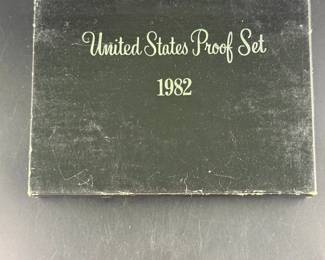 United States Proof Set
1982